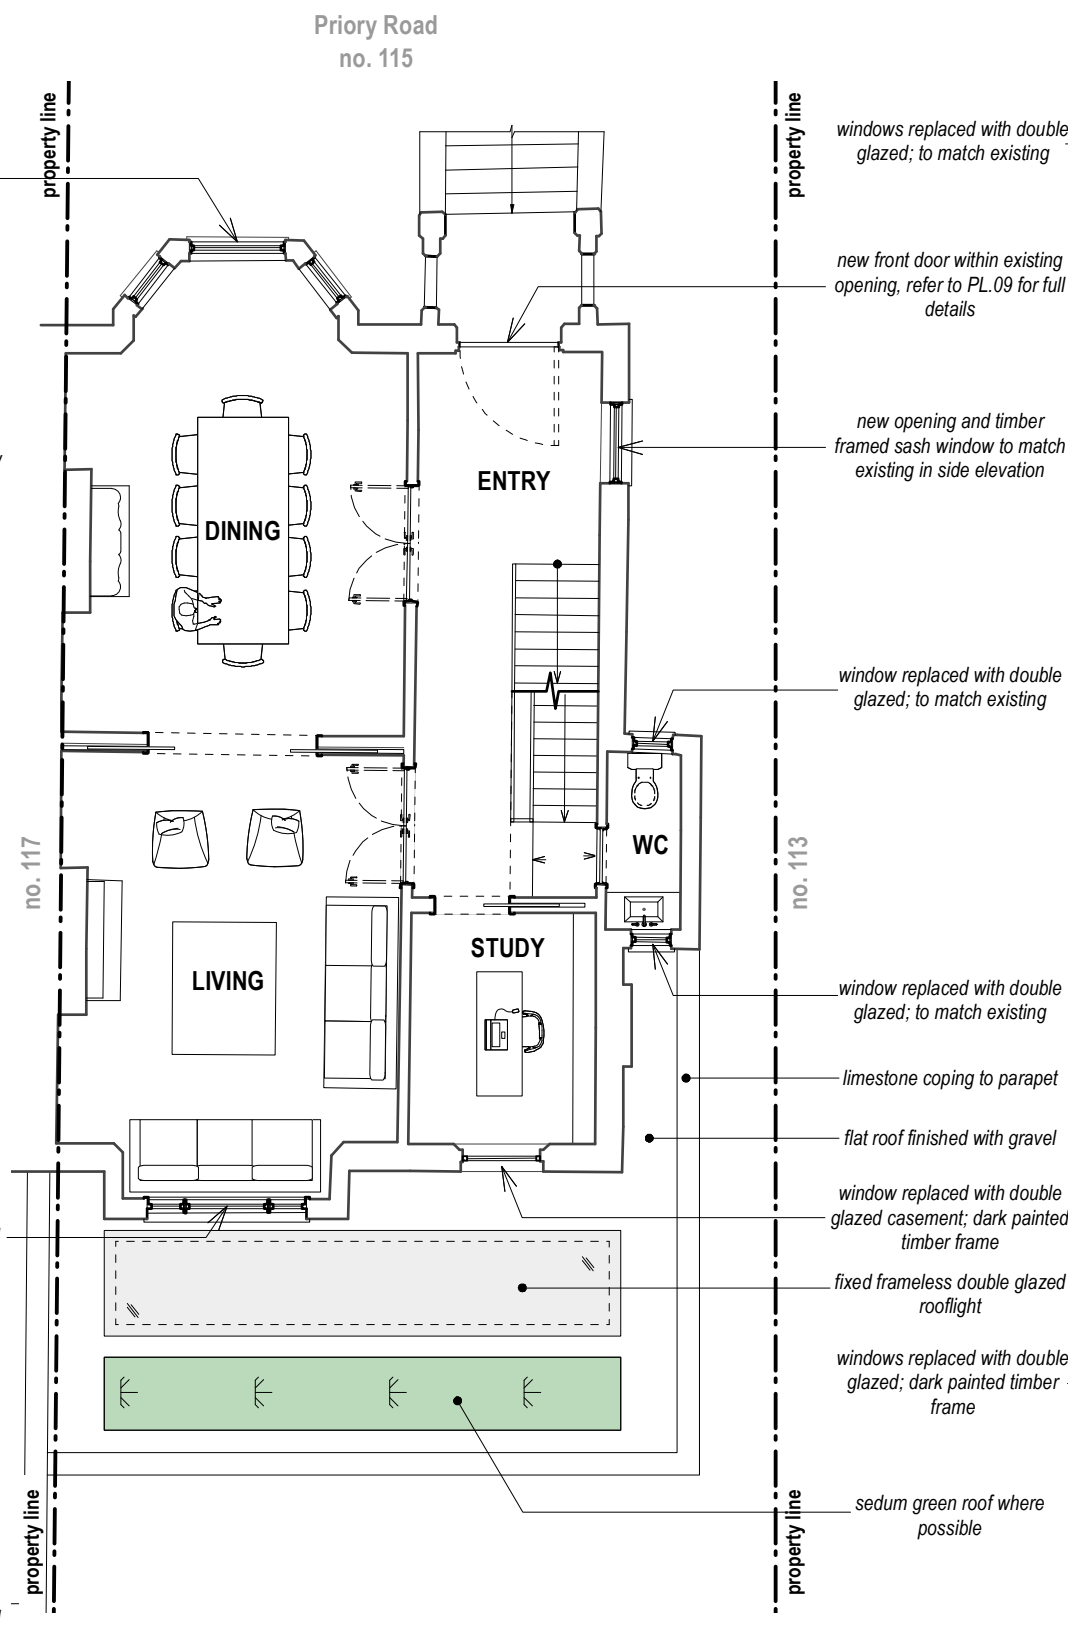 Priory Road
no. 115
property line
property line
windows replaced with double
glazed; to match existing
new front door within existing
opening, refer to PL.09 for full
details
new opening and timber
framed sash window to match
existing in side elevation
ENTRY
DINING
window replaced with double
glazed; to match existing
WC
no. 117
no. 113
STUDY
LIVING
window replaced with double
glazed; to match existing
limestone coping to parapet
flat roof finished with gravel
window replaced with double
glazed casement; dark painted
timber frame
fixed frameless double glazed
rooflight
windows replaced with double
glazed; dark painted timber
frame
sedum green roof where
possible
property line
property line